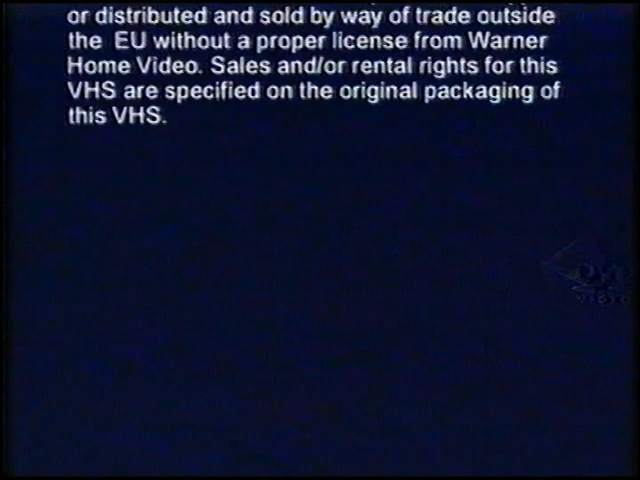 or distributed and sold by way of trade outside
the EU without a proper license from Warner
Home Video. Sales and/or rental rights for this
VHS are specified on the original packaging of
this VHS.